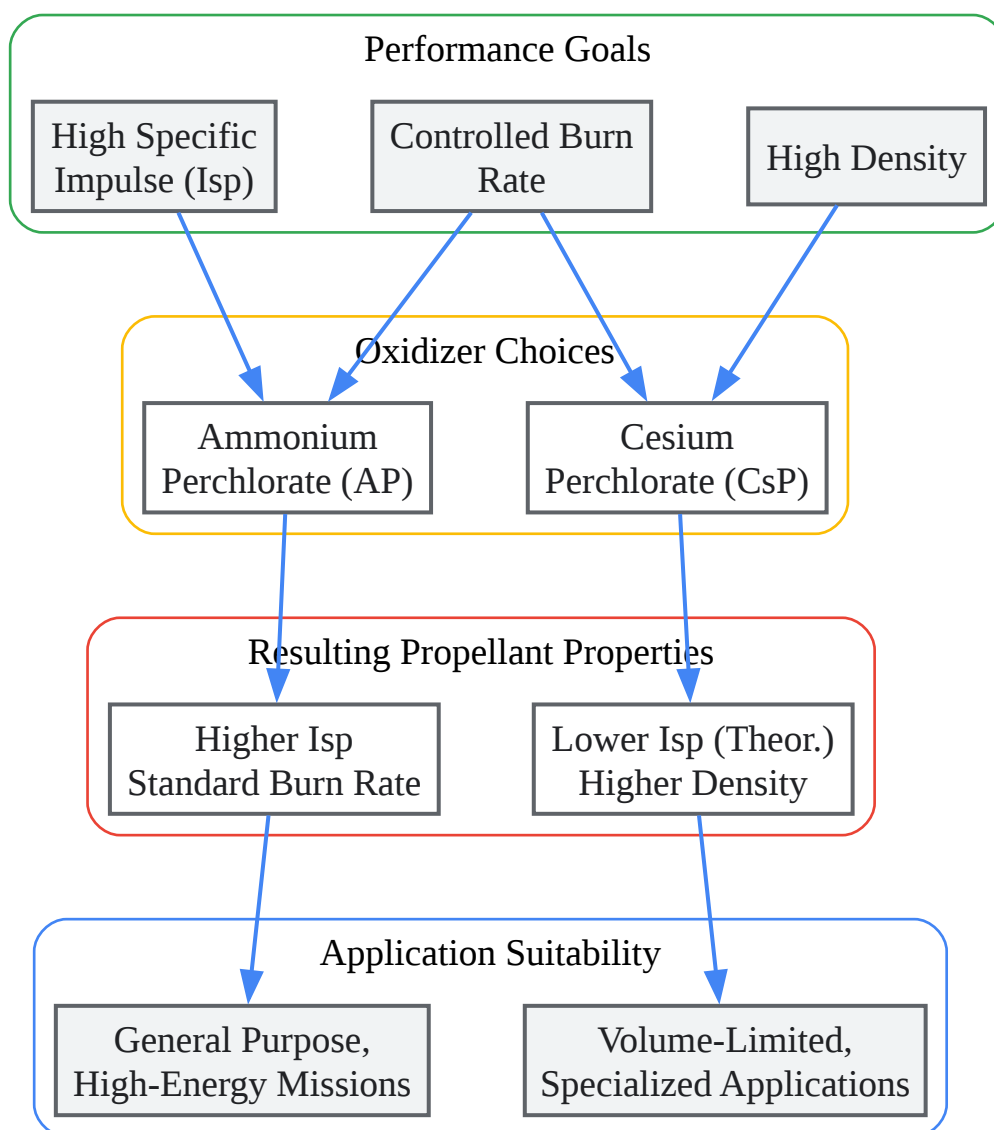 Performance Goals
High Specific
Impulse (Isp)
Controlled Burn
Rate
High Density
Oxidizer Choices
Ammonium
Perchlorate (AP)
Cesium
Perchlorate (CsP)
Resulting Propellant Properties
Higher Isp
Standard Burn Rate
Lower Isp (Theor.)
Higher Density
Application Suitability
General Purpose,
High-Energy Missions
Volume-Limited,
Specialized Applications